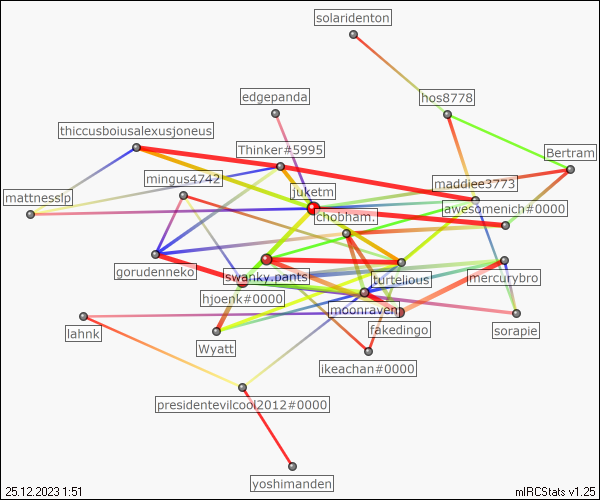 solaridenton
edgepanda
hos8778
thiccusboiusalexusjoneus
Thinker#5995
Bertram
mingus4742
maddiee3773
juketm
mattnesslp
awesomenich#0000
chobham.
gorudenneko
swanky.pants
turtelious
mercurybro
hjoenk#0000
moonraven
lahnk
fakedingo
sorapie
Wyatt
ikeachan#0000
presidentevilcool2012#0000
yoshimanden
25.12.2023 1:51
mIRCStats v1.25